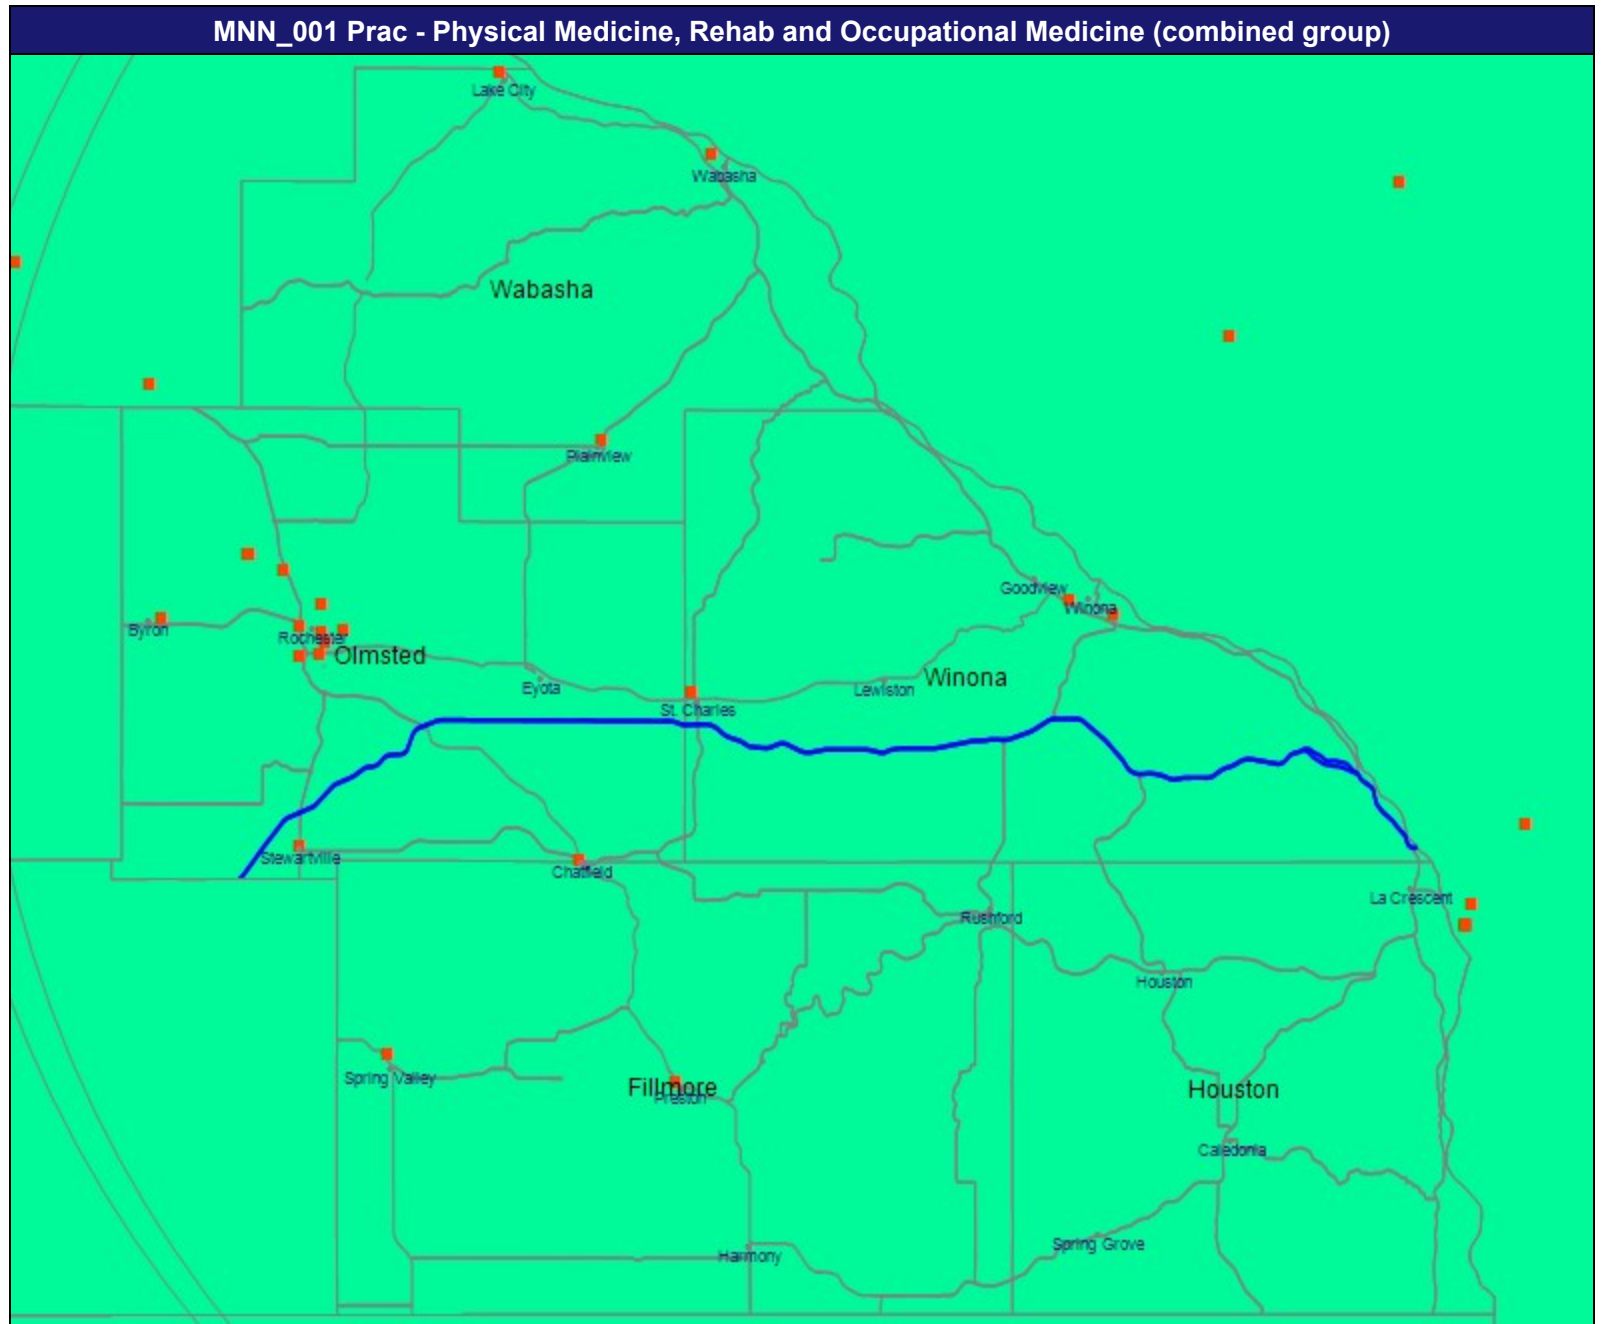 MNN_001 Prac - Physical Medicine, Rehab and Occupational Medicine (combined group)
Lake City
Wabasha
Wabasha
Plainview
Goodview
Winona
Byron
Rochester
Olmsted
Eyota
Lewiston
Winona
St. Charles
Stewartville
Chatfield
La Crescent
Rushford
Houston
Spring Valley
Fillmore
Preston
Houston
Caledonia
Spring Grove
Harmony